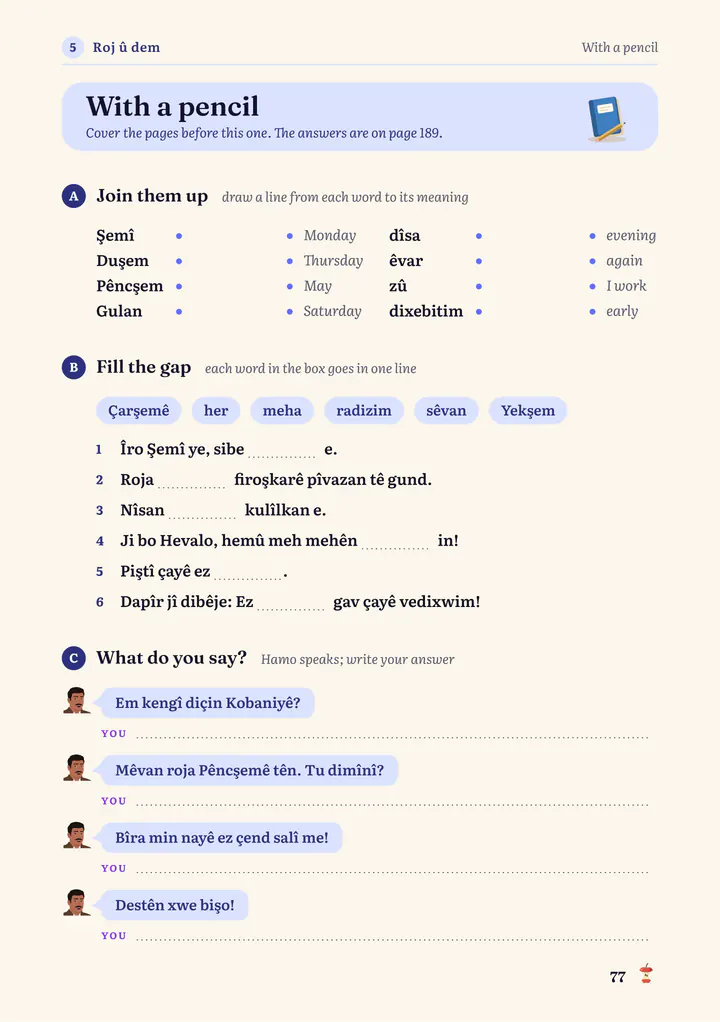 5 Roj û dem With a pencil
With a pencil
Cover the pages before this one. The answers are on page 189.
A Join them up draw a line from each word to its meaning
Şemî Monday dîsa evening
Duşem Thursday êvar again
Pêncşem May zû I work
Gulan Saturday dixebitim early
B Fill the gap each word in the box goes in one line
Çarşemê her meha radizim sêvan Yekşem
1 Îro Şemî ye, sibe ............. e.
2 Roja ............. firoşkarê pîvazan tê gund.
3 Nîsan ............. kulîlkan e.
4 Ji bo Hevalo, hemû meh mehên ............. in!
5 Piştî çayê ez ............. .
6 Dapîr jî dibêje: Ez ............. gav çayê vedixwim!
C What do you say? Hamo speaks; write your answer
Em kengî diçin Kobaniyê?
YOU
Mêvan roja Pêncşemê tên. Tu dimînî?
YOU
Bîra min nayê ez çend salî me!
YOU
Destên xwe bişo!
YOU
77